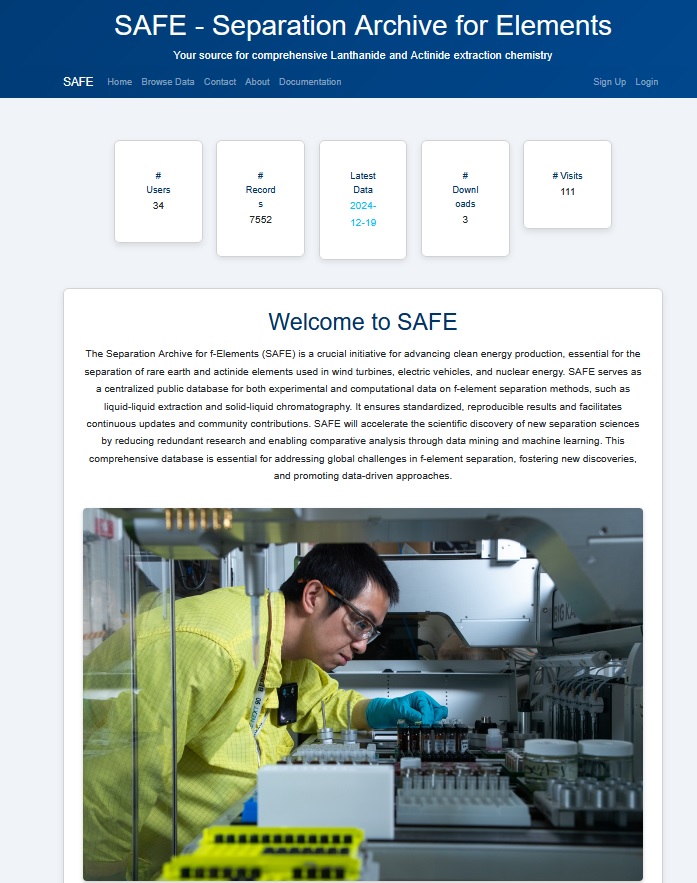 SAFE - Separation Archive for Elements
Your source for comprehensive Lanthanide and Actinide extraction chemistry
SAFE Home Browse Data Contact About Documentation Sign Up Login
#
Users
34
#
Record
s
7552
Latest
Data
2024-
12-19
#
Downl
oads
3
# Visits
111
Welcome to SAFE
The Separation Archive for f-Elements (SAFE) is a crucial initiative for advancing clean energy production, essential for the
separation of rare earth and actinide elements used in wind turbines, electric vehicles, and nuclear energy. SAFE serves as
a centralized public database for both experimental and computational data on f-element separation methods, such as
liquid-liquid extraction and solid-liquid chromatography. It ensures standardized, reproducible results and facilitates
continuous updates and community contributions. SAFE will accelerate the scientific discovery of new separation sciences
by reducing redundant research and enabling comparative analysis through data mining and machine learning. This
comprehensive database is essential for addressing global challenges in f-element separation, fostering new discoveries,
and promoting data-driven approaches.